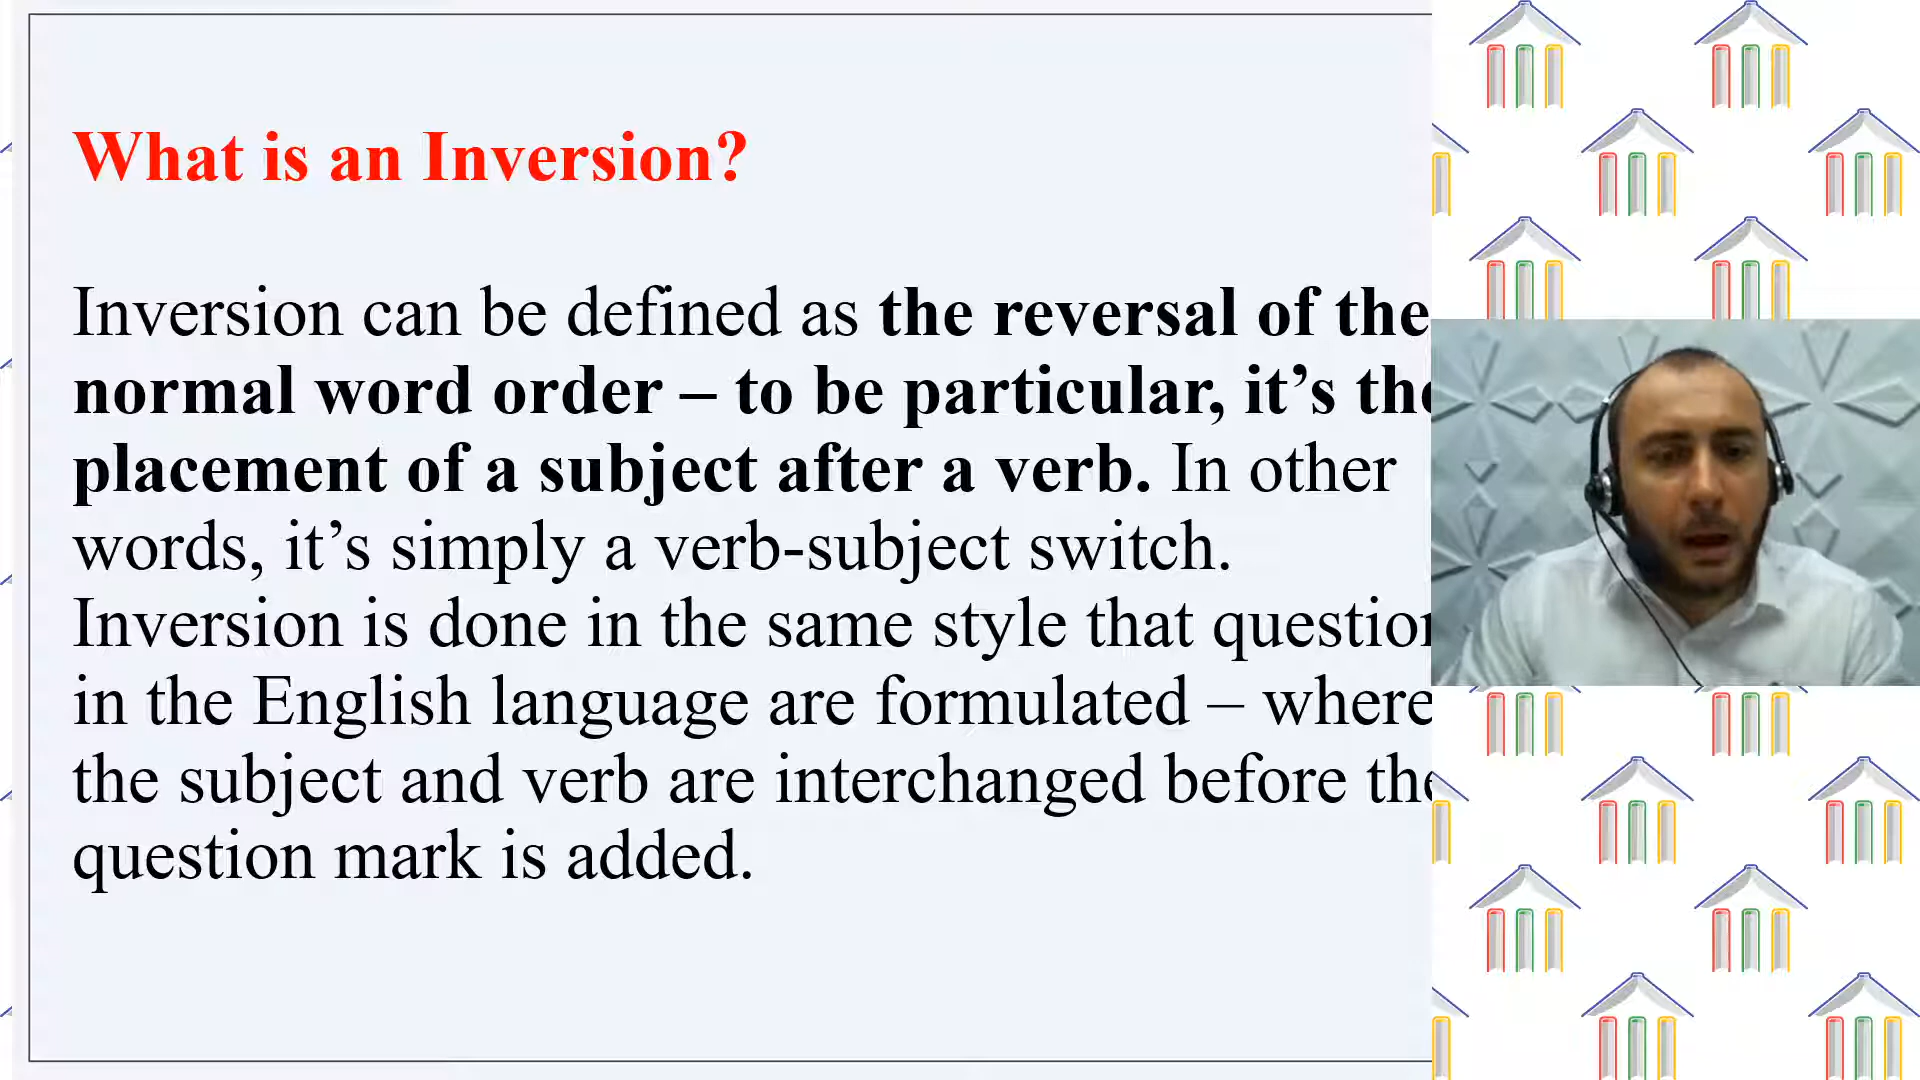 What is an Inversion?
Inversion can be defined as the reversal of the
normal word order – to be particular, it’s the
placement of a subject after a verb. In other
words, it’s simply a verb-subject switch.
Inversion is done in the same style that question
in the English language are formulated – where
the subject and verb are interchanged before the
question mark is added.